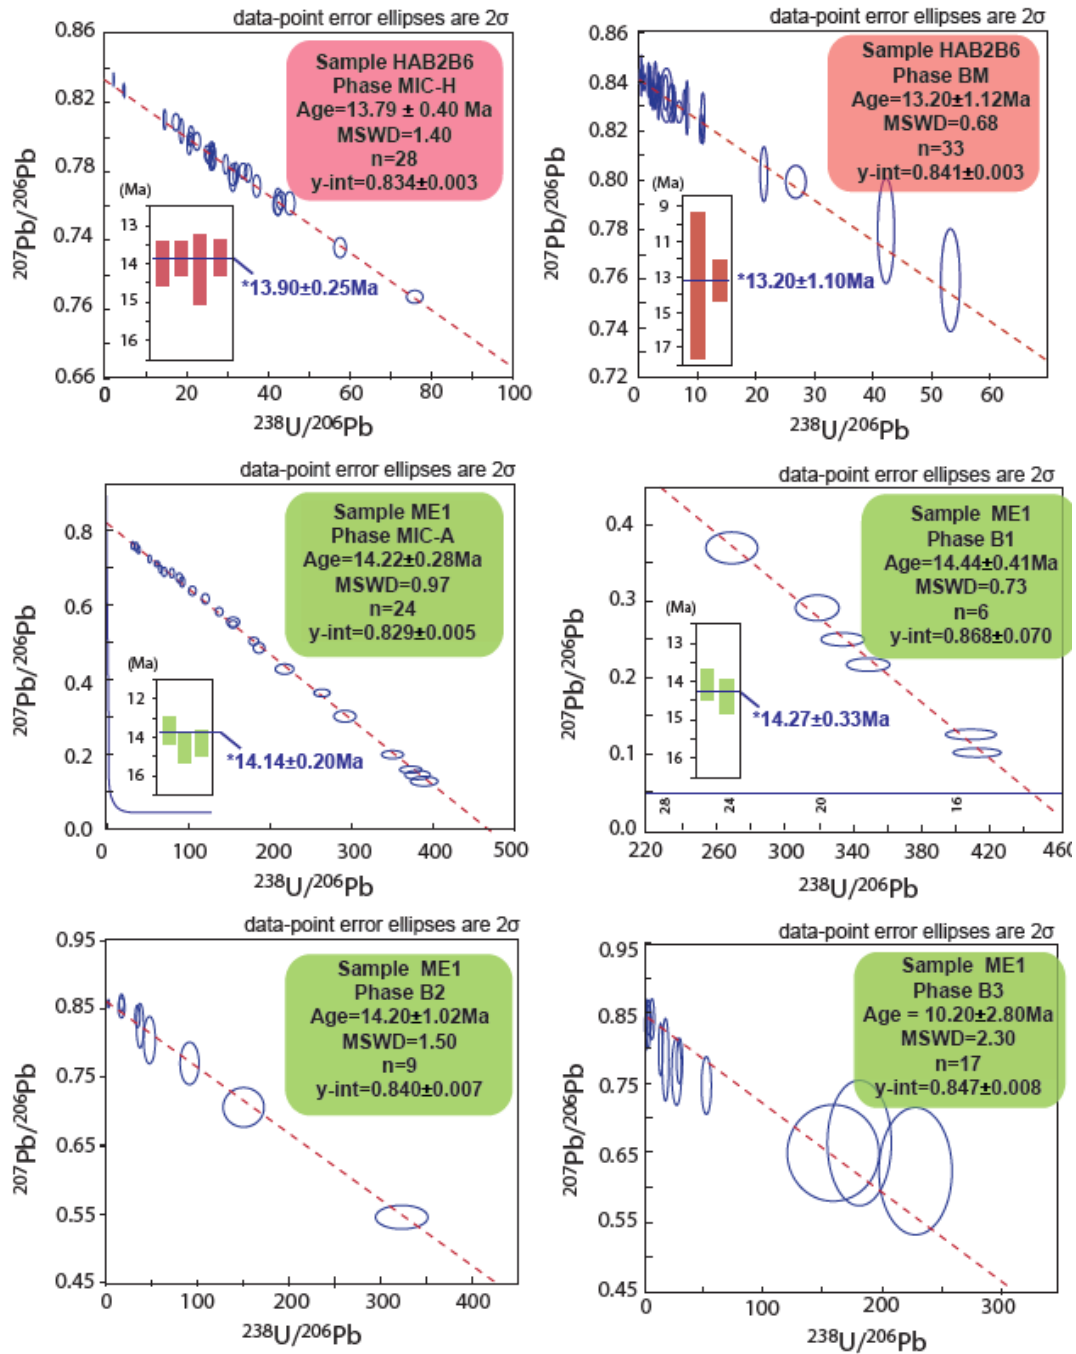 data-point error ellipses are 2σ
0.86
0.82
0.78
0.74
0.76
0.66
207Pb/206Pb
Sample HAB2B6
Phase MIC-H
Age=13.79 ± 0.40 Ma
MSWD=1.40
n=28
y-int=0.834±0.003
(Ma)
13
14
15
16
*13.90±0.25Ma
0 20 40 60 80 100
238U/206Pb
data-point error ellipses are 2σ
0.86
0.84
0.82
0.80
0.78
0.76
0.74
0.72
207Pb/206Pb
Sample HAB2B6
Phase BM
Age=13.20±1.12Ma
MSWD=0.68
n=33
y-int=0.841±0.003
(Ma)
9
11
13
15
17
*13.20±1.10Ma
0 10 20 30 40 50 60
238U/206Pb
data-point error ellipses are 2σ
0.8
0.6
0.4
0.2
0.0
207Pb/206Pb
Sample ME1
Phase MIC-A
Age=14.22±0.28Ma
MSWD=0.97
n=24
y-int=0.829±0.005
(Ma)
12
14
16
*14.14±0.20Ma
0 100 200 300 400 500
238U/206Pb
data-point error ellipses are 2σ
0.4
0.3
0.2
0.1
0.0
207Pb/206Pb
Sample ME1
Phase B1
Age=14.44±0.41Ma
MSWD=0.73
n=6
y-int=0.868±0.070
(Ma)
13
14
15
16
*14.27±0.33Ma
28 24 20 16
220 260 300 340 380 420 460
238U/206Pb
data-point error ellipses are 2σ
0.95
0.85
0.75
0.65
0.55
0.45
207Pb/206Pb
Sample ME1
Phase B2
Age=14.20±1.02Ma
MSWD=1.50
n=9
y-int=0.840±0.007
0 100 200 300 400
238U/206Pb
data-point error ellipses are 2σ
0.95
0.85
0.75
0.65
0.55
0.45
207Pb/206Pb
Sample ME1
Phase B3
Age = 10.20±2.80Ma
MSWD=2.30
n=17
y-int=0.847±0.008
0 100 200 300
238U/206Pb